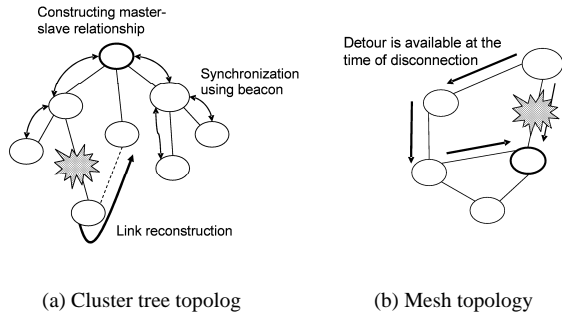 Constructing master-
slave relationship
Synchronization
using beacon
Link reconstruction
(a) Cluster tree topolog
Detour is available at the
time of disconnection
(b) Mesh topology